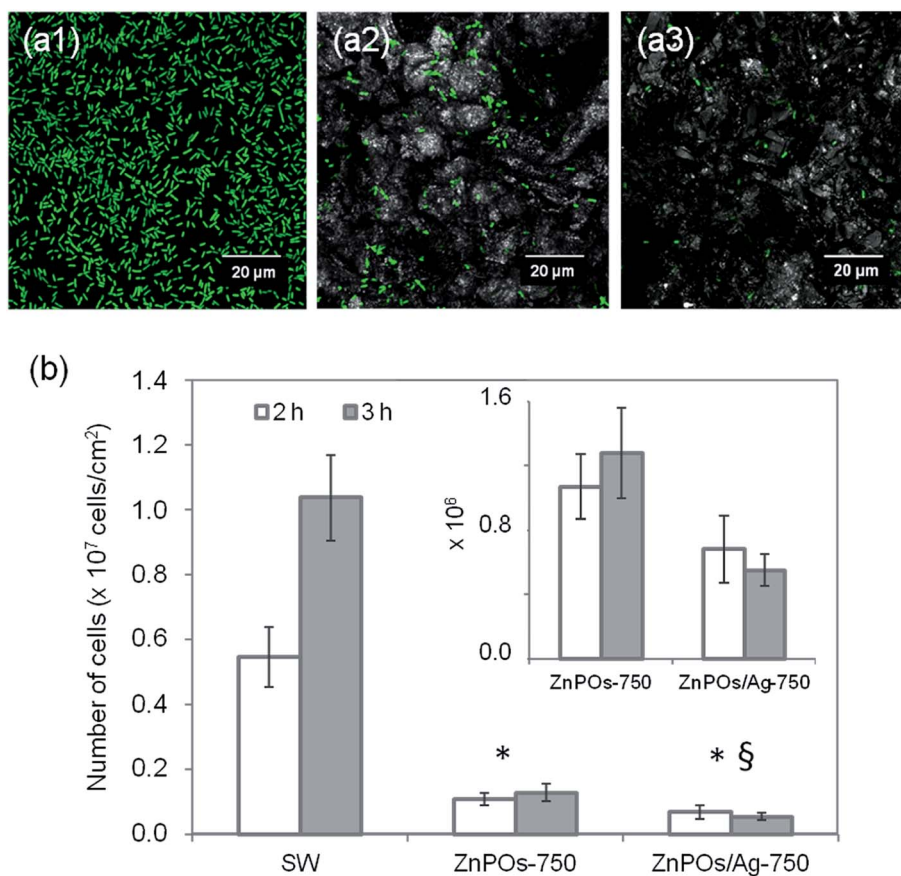 (a1)
(a2)
(a3)
20 µm
20 µm
20 µm
(b)
Number of cells (x 10⁷ cells/cm²)
1.4
1.2
1.0
0.8
0.6
0.4
0.2
0.0
2 h
3 h
x 10⁶
1.6
0.8
0.0
ZnPOs-750
ZnPOs/Ag-750
*
* §
SW
ZnPOs-750
ZnPOs/Ag-750